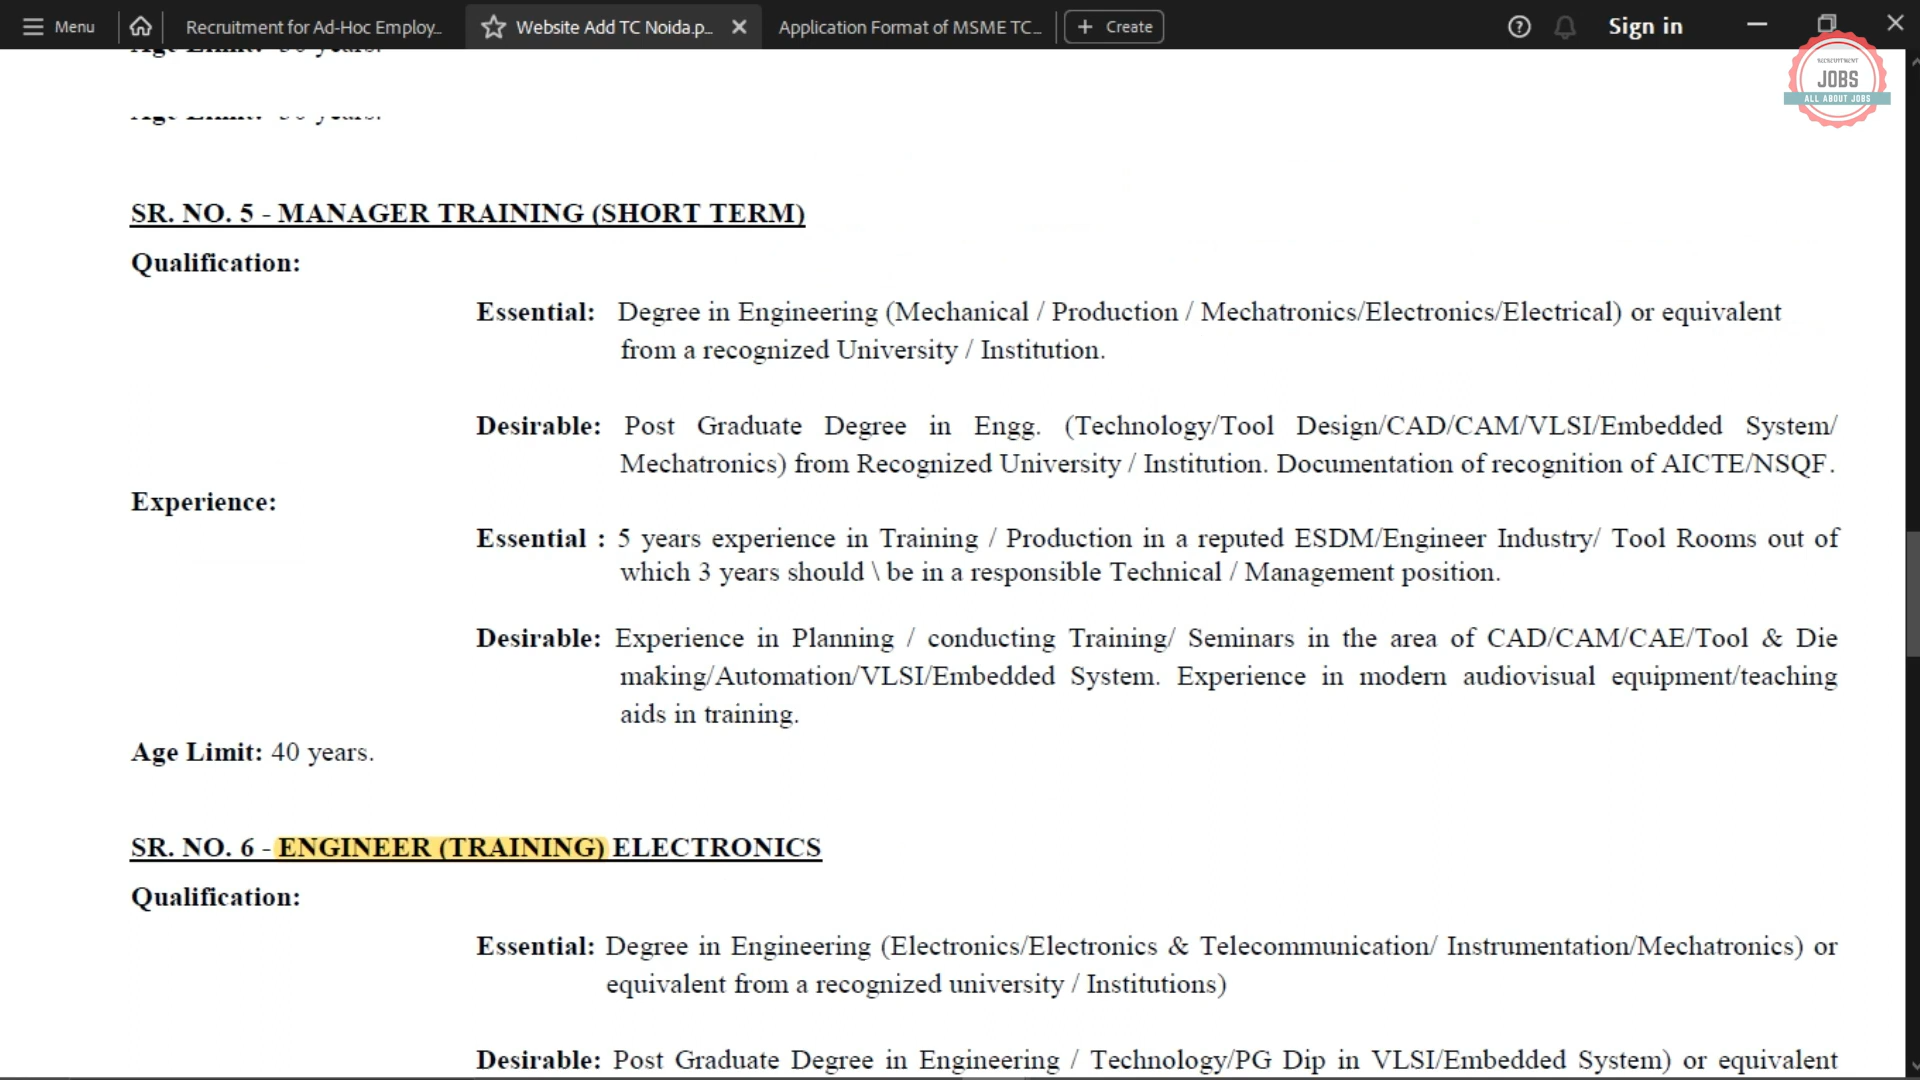 Menu
Recruitment for Ad-Hoc Employ...
Website Add TC Noida.p...
Application Format of MSME TC...
+ Create
Sign in
RECRUITMENT
JOBS
ALL ABOUT JOBS
SR. NO. 5 - MANAGER TRAINING (SHORT TERM)
Qualification:
Essential: Degree in Engineering (Mechanical / Production / Mechatronics/Electronics/Electrical) or equivalent
from a recognized University / Institution.
Desirable: Post Graduate Degree in Engg. (Technology/Tool Design/CAD/CAM/VLSI/Embedded System/
Mechatronics) from Recognized University / Institution. Documentation of recognition of AICTE/NSQF.
Experience:
Essential : 5 years experience in Training / Production in a reputed ESDM/Engineer Industry/ Tool Rooms out of
which 3 years should \ be in a responsible Technical / Management position.
Desirable: Experience in Planning / conducting Training/ Seminars in the area of CAD/CAM/CAE/Tool & Die
making/Automation/VLSI/Embedded System. Experience in modern audiovisual equipment/teaching
aids in training.
Age Limit: 40 years.
SR. NO. 6 - ENGINEER (TRAINING) ELECTRONICS
Qualification:
Essential: Degree in Engineering (Electronics/Electronics & Telecommunication/ Instrumentation/Mechatronics) or
equivalent from a recognized university / Institutions)
Desirable: Post Graduate Degree in Engineering / Technology/PG Dip in VLSI/Embedded System) or equivalent